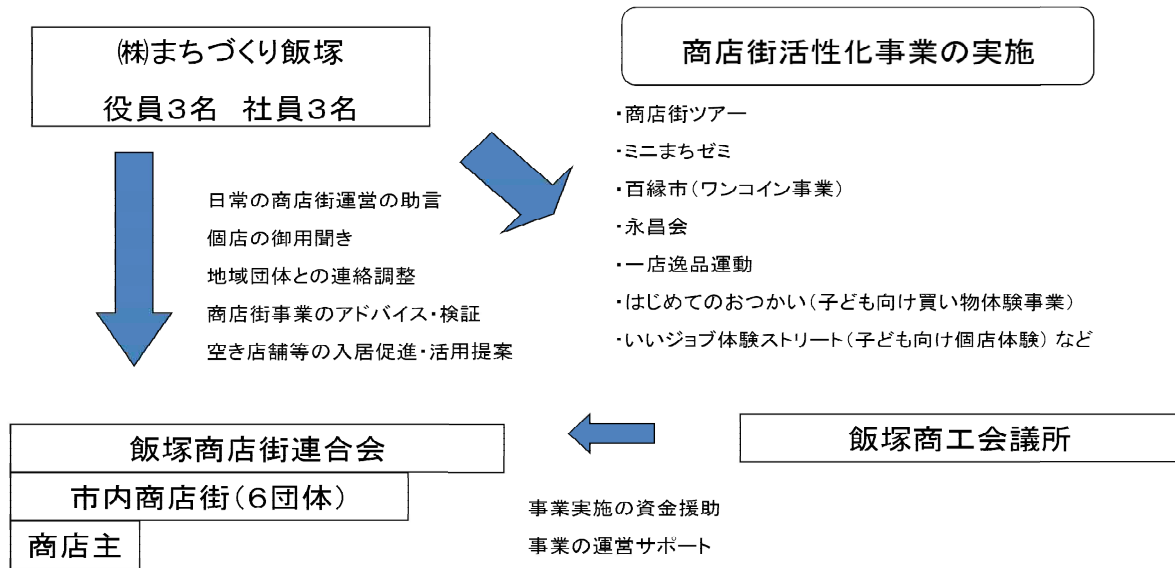 ㈱まちづくり飯塚
役員3名 社員3名
商店街活性化事業の実施
・商店街ツアー
・ミニまちゼミ
・百縁市（ワンコイン事業）
・永昌会
・一店逸品運動
・はじめてのおつかい（子ども向け買い物体験事業）
・いいジョブ体験ストリート（子ども向け個店体験）など
日常の商店街運営の助言
個店の御用聞き
地域団体との連絡調整
商店街事業のアドバイス・検証
空き店舗等の入居促進・活用提案
飯塚商店街連合会
市内商店街（6団体）
商店主
飯塚商工会議所
事業実施の資金援助
事業の運営サポート